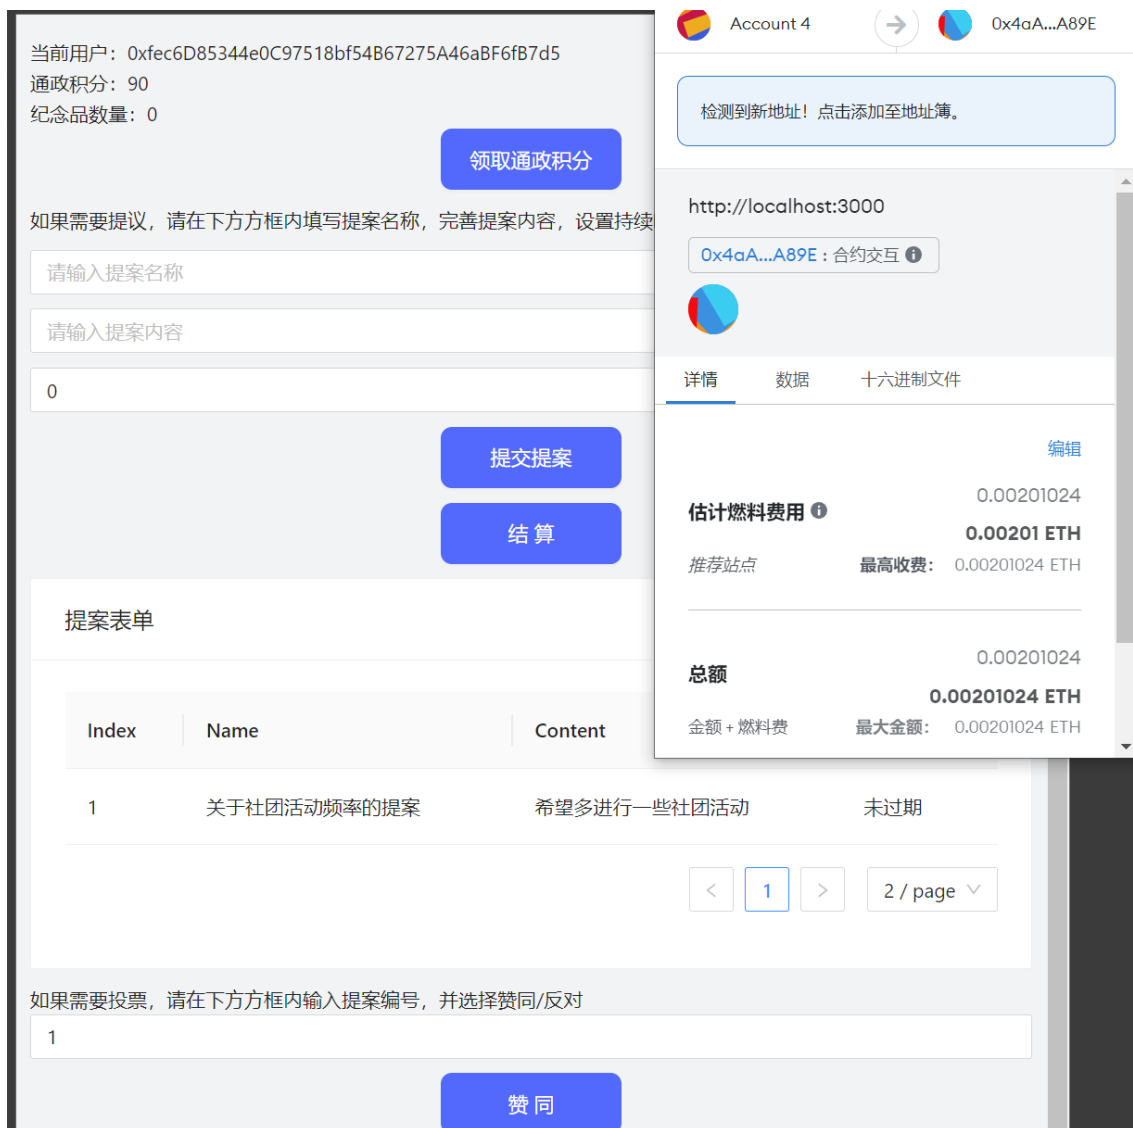 当前用户：0xfec6D85344e0C97518bf54B67275A46aBF6fB7d5
通政积分：90
纪念品数量：0
领取通政积分
如果需要提议，请在下方方框内填写提案名称，完善提案内容，设置持续
请输入提案名称
请输入提案内容
0
提交提案
结 算
提案表单
Index Name Content
1 关于社团活动频率的提案 希望多进行一些社团活动 未过期
< 1 > 2 / page
如果需要投票，请在下方方框内输入提案编号，并选择赞同/反对
1
赞 同
Account 4 0x4aA...A89E
检测到新地址！点击添加至地址簿。
http://localhost:3000
0x4aA...A89E : 合约交互
详情 数据 十六进制文件
编辑
0.00201024
估计燃料费用 0.00201 ETH
推荐站点 最高收费： 0.00201024 ETH
0.00201024
总额 0.00201024 ETH
金额 + 燃料费 最大金额： 0.00201024 ETH